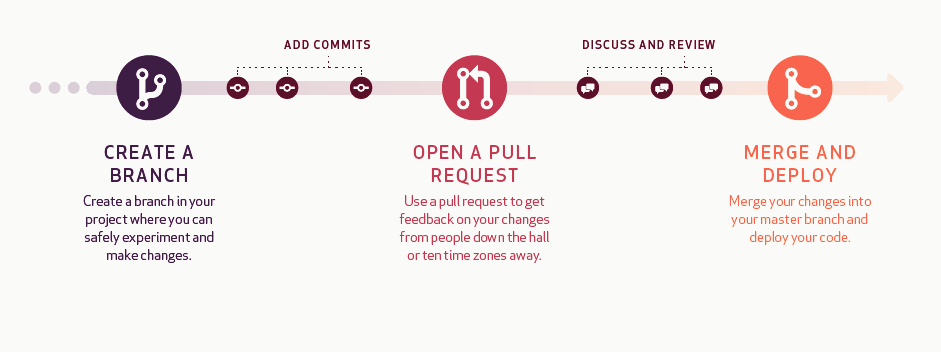 ADD COMMITS
DISCUSS AND REVIEW
CREATE A
BRANCH
Create a branch in your
project where you can
safely experiment and
make changes.
OPEN A PULL
REQUEST
Use a pull request to get
feedback on your changes
from people down the hall
or ten time zones away.
MERGE AND
DEPLOY
Merge your changes into
your master branch and
deploy your code.